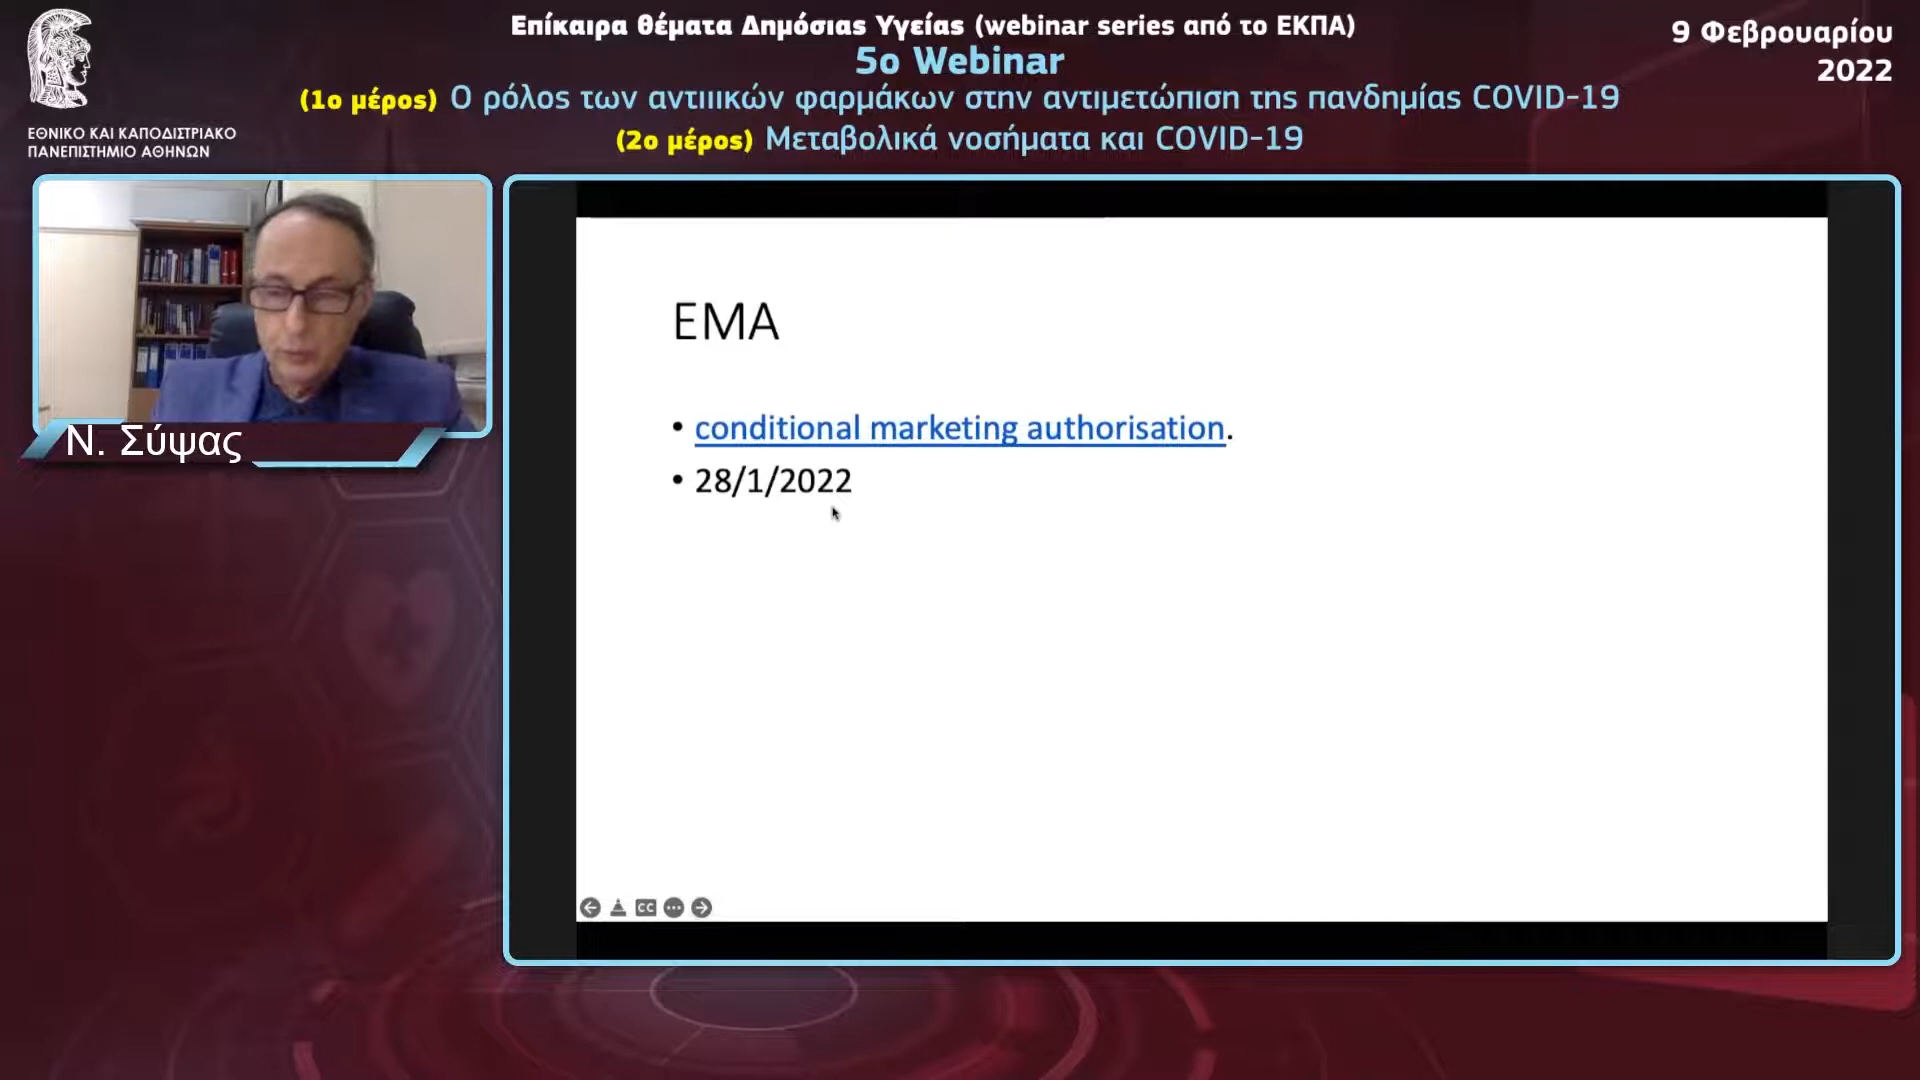 Επίκαιρα θέματα Δημόσιας Υγείας (webinar series από το ΕΚΠΑ)
5ο Webinar
(1ο μέρος) Ο ρόλος των αντιιικών φαρμάκων στην αντιμετώπιση της πανδημίας COVID-19
(2ο μέρος) Μεταβολικά νοσήματα και COVID-19
9 Φεβρουαρίου
2022
ΕΘΝΙΚΟ ΚΑΙ ΚΑΠΟΔΙΣΤΡΙΑΚΟ
ΠΑΝΕΠΙΣΤΗΜΙΟ ΑΘΗΝΩΝ
Ν. Σύψας
EMA
• conditional marketing authorisation.
• 28/1/2022
CC